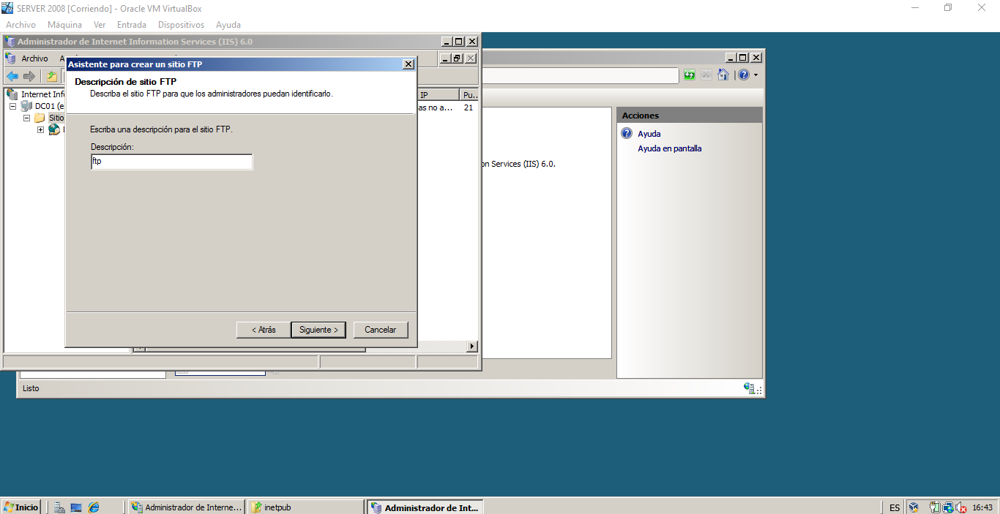 SERVER 2008 [Corriendo] - Oracle VM VirtualBox
Archivo Máquina Ver Entrada Dispositivos Ayuda
Administrador de Internet Information Services (IIS) 6.0
Archivo
Asistente para crear un sitio FTP
Descripción de sitio FTP
Describa el sitio FTP para que los administradores puedan identificarlo.
Internet Inf
DC01 (e
Sitio
IP Pu..
as no a... 21
Escriba una descripción para el sitio FTP.
Descripción:
ftp
< Atrás Siguiente > Cancelar
on Services (IIS) 6.0.
Acciones
Ayuda
Ayuda en pantalla
Listo
Inicio Administrador de Interne... inetpub Administrador de Int... ES 16:43